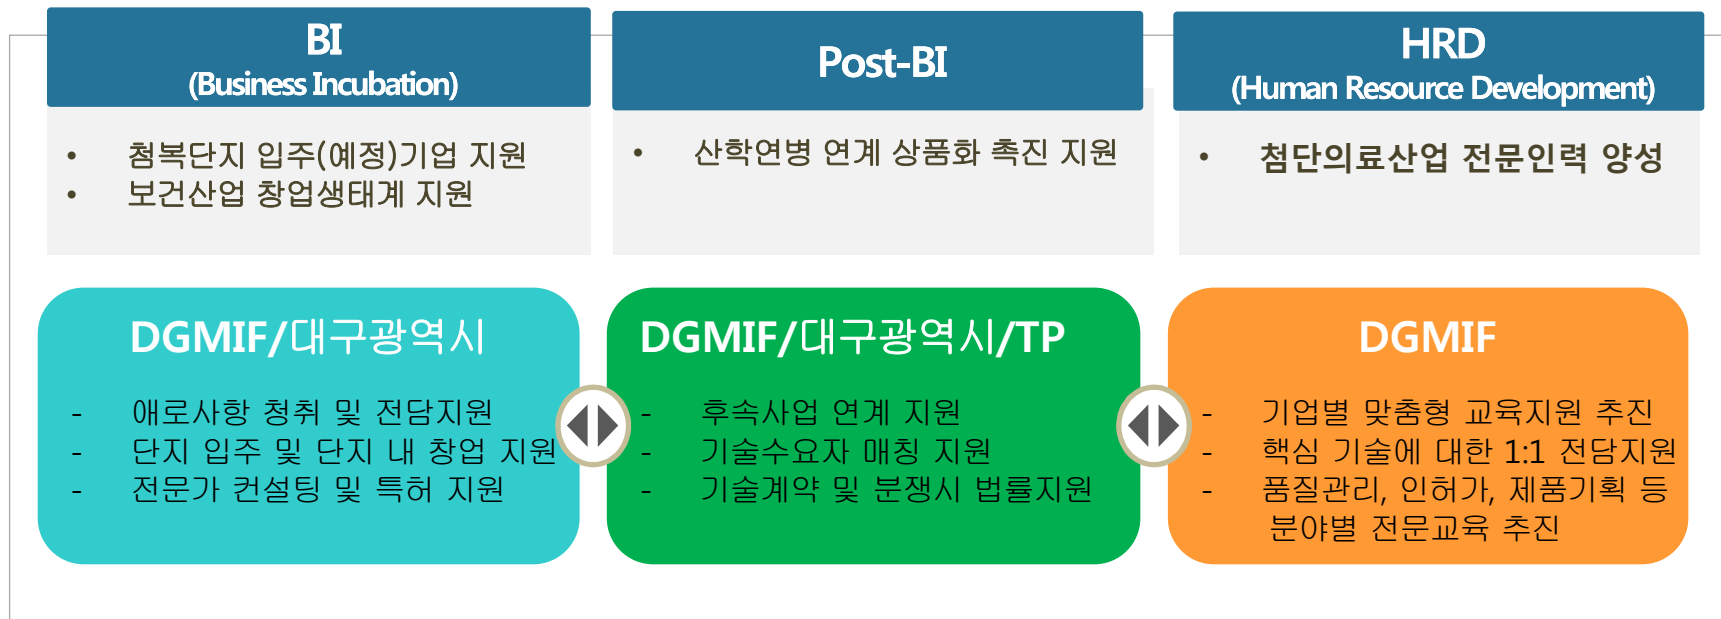 BI
(Business Incubation)
• 첨복단지 입주(예정)기업 지원
• 보건산업 창업생태계 지원
Post-BI
• 산학연병 연계 상품화 촉진 지원
HRD
(Human Resource Development)
• 첨단의료산업 전문인력 양성
DGMIF/대구광역시
- 애로사항 청취 및 전담지원
- 단지 입주 및 단지 내 창업 지원
- 전문가 컨설팅 및 특허 지원
DGMIF/대구광역시/TP
- 후속사업 연계 지원
- 기술수요자 매칭 지원
- 기술계약 및 분쟁시 법률지원
DGMIF
- 기업별 맞춤형 교육지원 추진
- 핵심 기술에 대한 1:1 전담지원
- 품질관리, 인허가, 제품기획 등
분야별 전문교육 추진